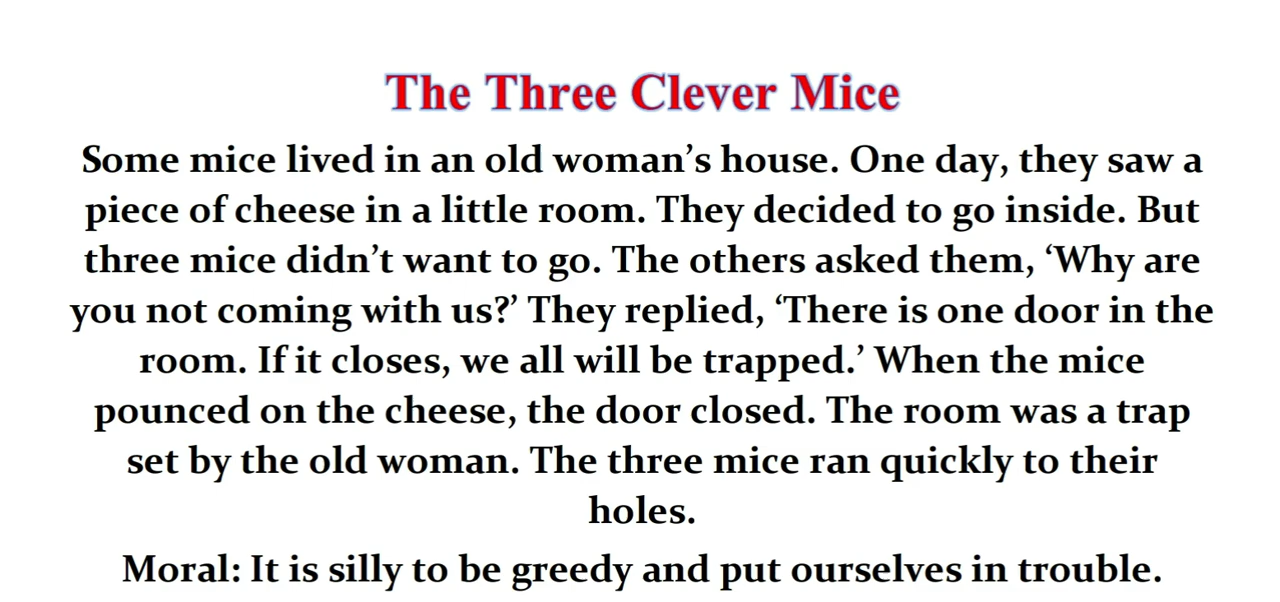 The Three Clever Mice
Some mice lived in an old woman’s house. One day, they saw a
piece of cheese in a little room. They decided to go inside. But
three mice didn’t want to go. The others asked them, ‘Why are
you not coming with us?’ They replied, ‘There is one door in the
room. If it closes, we all will be trapped.’ When the mice
pounced on the cheese, the door closed. The room was a trap
set by the old woman. The three mice ran quickly to their
holes.
Moral: It is silly to be greedy and put ourselves in trouble.